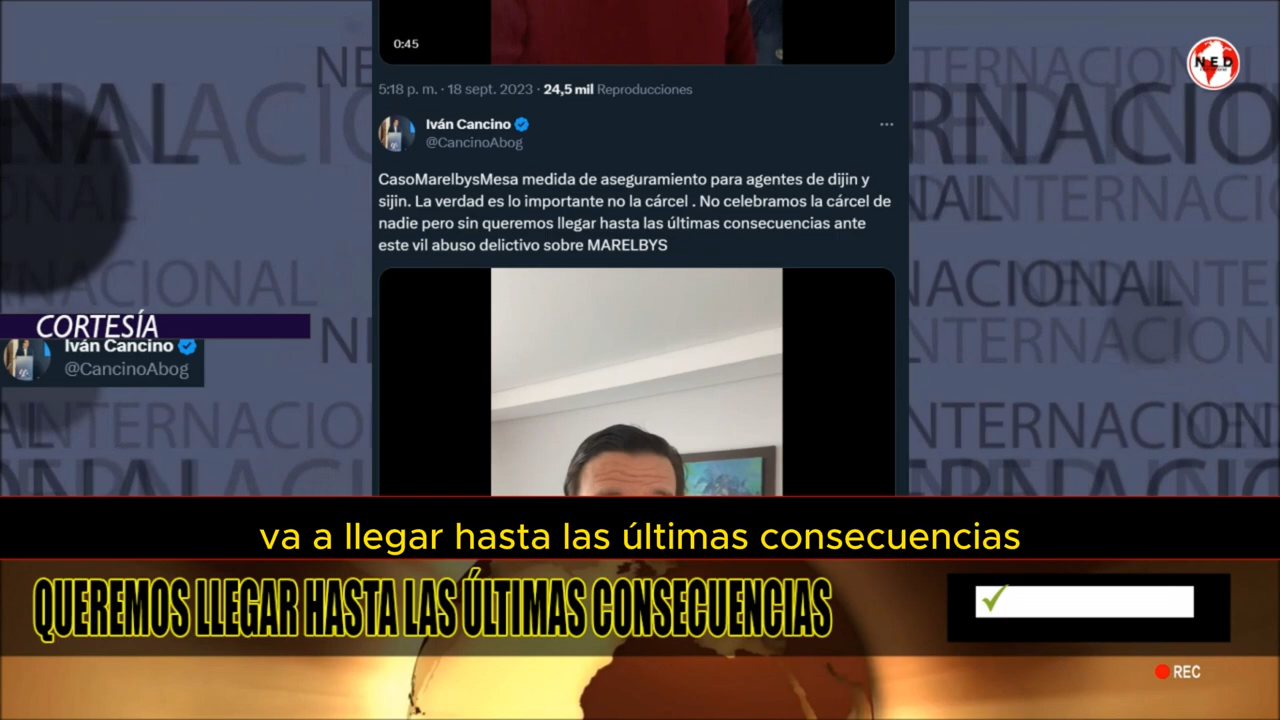 0:45
NED
5:18 p. m. · 18 sept. 2023 · 24,5 mil Reproducciones
Iván Cancino
@CancinoAbog
CasoMarelbysMesa medida de aseguramiento para agentes de dijin y
sijin. La verdad es lo importante no la cárcel . No celebramos la cárcel de
nadie pero sin queremos llegar hasta las últimas consecuencias ante
este vil abuso delictivo sobre MARELBYS
CORTESÍA
Iván Cancino
@CancinoAbog
va a llegar hasta las últimas consecuencias
QUEREMOS LLEGAR HASTA LAS ÚLTIMAS CONSECUENCIAS
REC